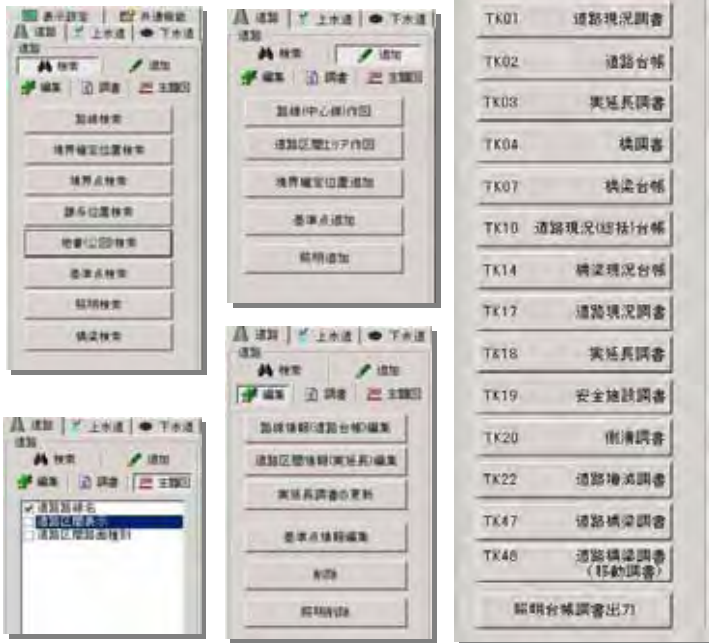 表示設定 共通機能
道路 上水道 下水道
道路
検索 追加
編集 調書 主題図
路線検索
境界確定位置検索
境界点検索
検索
基準点検索
照明検索
橋梁検索
道路 上水道 下水道
道路
検索 追加
編集 調書 主題図
路線(中心線)作図
道路区間エリア作図
境界確定位置追加
基準点追加
照明追加
道路 上水道 下水道
道路
検索 追加
編集 調書 主題図
道路路線名
道路区間表示
道路区間路面種別
道路 上水道 下水道
道路
検索 追加
編集 調書 主題図
路線情報(道路台帳)編集
道路区間情報(実延長)編集
実延長調書の更新
基準点情報編集
削除
照明削除
TK01 道路現況調書
TK02 道路台帳
TK03 実延長調書
TK04 橋調書
TK07 橋梁台帳
TK10 道路現況(総括)台帳
TK14 橋梁現況台帳
TK17 道路現況調書
TK18 実延長調書
TK19 安全施設調書
TK20 側溝調書
TK22 道路増減調書
TK47 道路橋梁調書
TK48 道路橋梁調書
(移動調書)
照明台帳調書出力